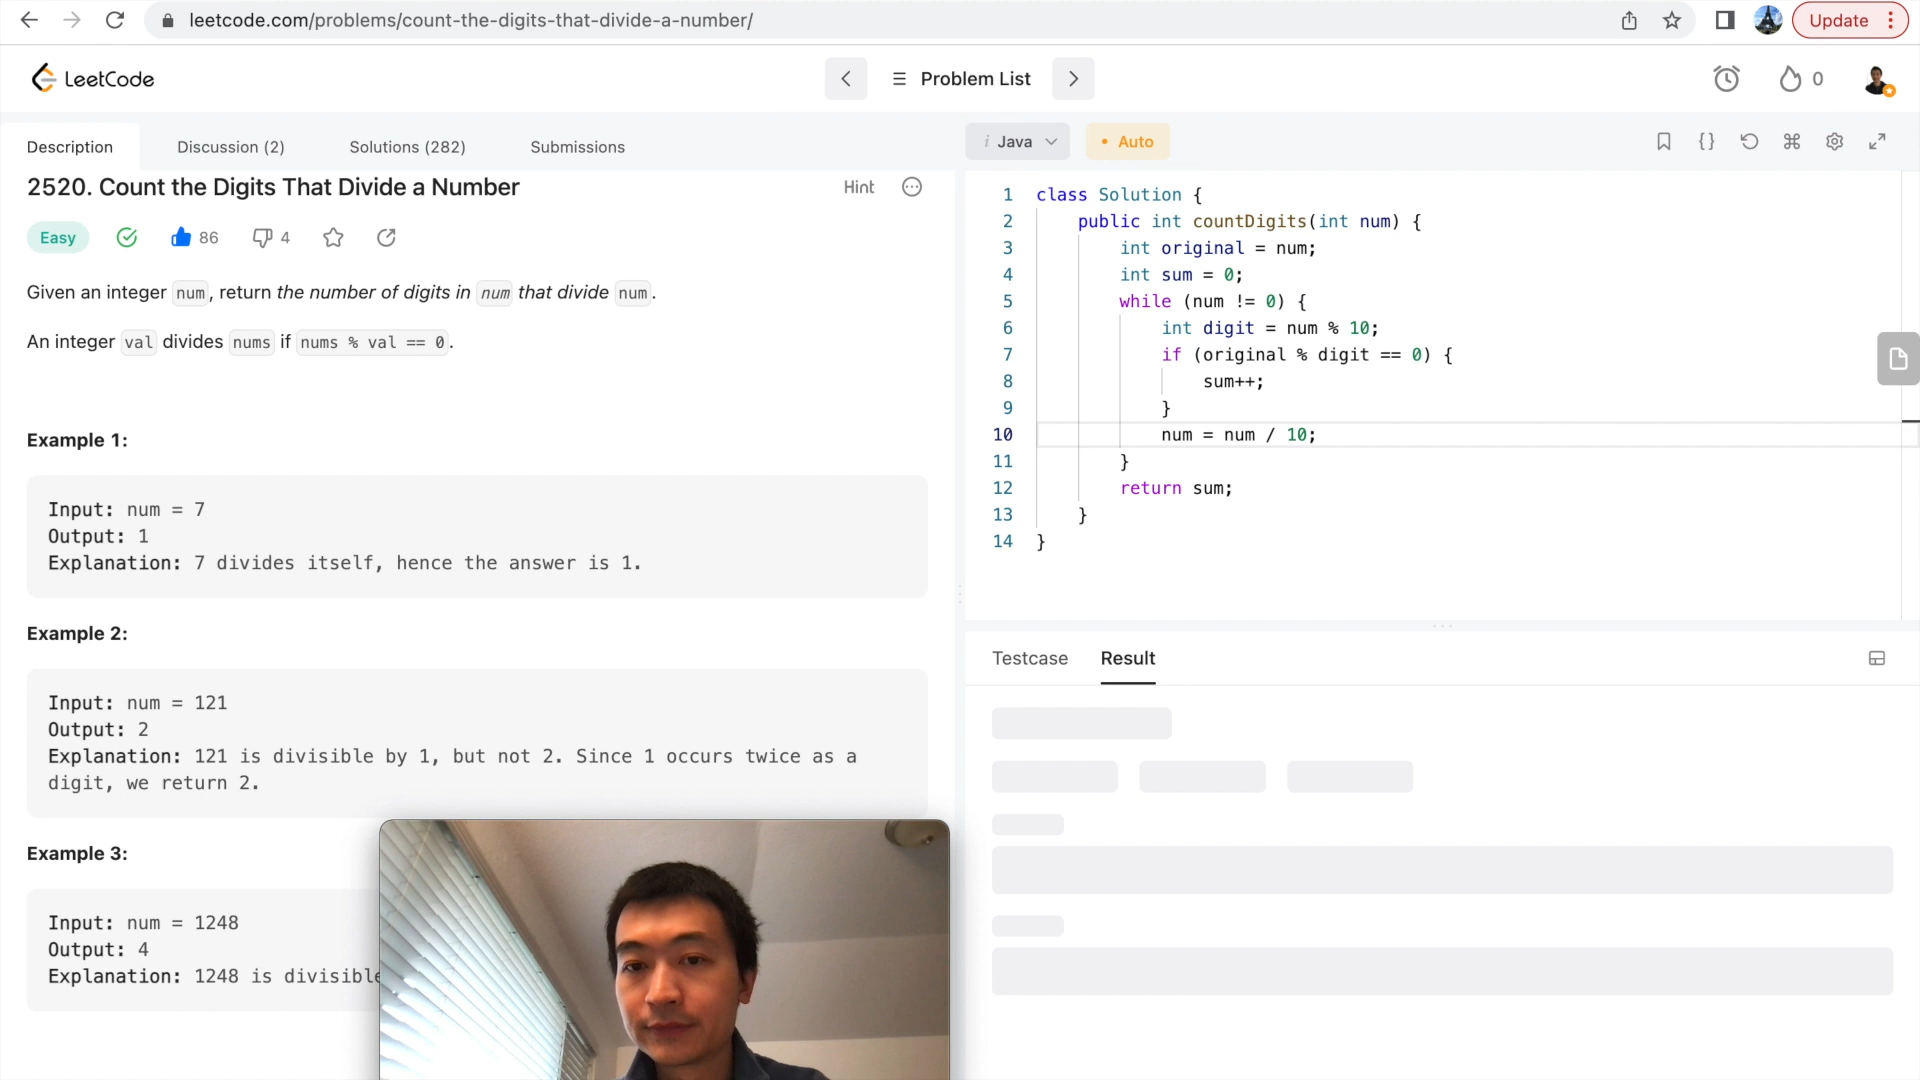 leetcode.com/problems/count-the-digits-that-divide-a-number/
Update
LeetCode
Problem List
0
Description
Discussion (2)
Solutions (282)
Submissions
Java
Auto
2520. Count the Digits That Divide a Number
Hint
Easy
86
4
Given an integer num, return the number of digits in num that divide num.
An integer val divides nums if nums % val == 0.
Example 1:
Input: num = 7
Output: 1
Explanation: 7 divides itself, hence the answer is 1.
Example 2:
Input: num = 121
Output: 2
Explanation: 121 is divisible by 1, but not 2. Since 1 occurs twice as a
digit, we return 2.
Example 3:
Input: num = 1248
Output: 4
Explanation: 1248 is divisible
1 class Solution {
2 public int countDigits(int num) {
3 int original = num;
4 int sum = 0;
5 while (num != 0) {
6 int digit = num % 10;
7 if (original % digit == 0) {
8 sum++;
9 }
10 num = num / 10;
11 }
12 return sum;
13 }
14 }
Testcase
Result